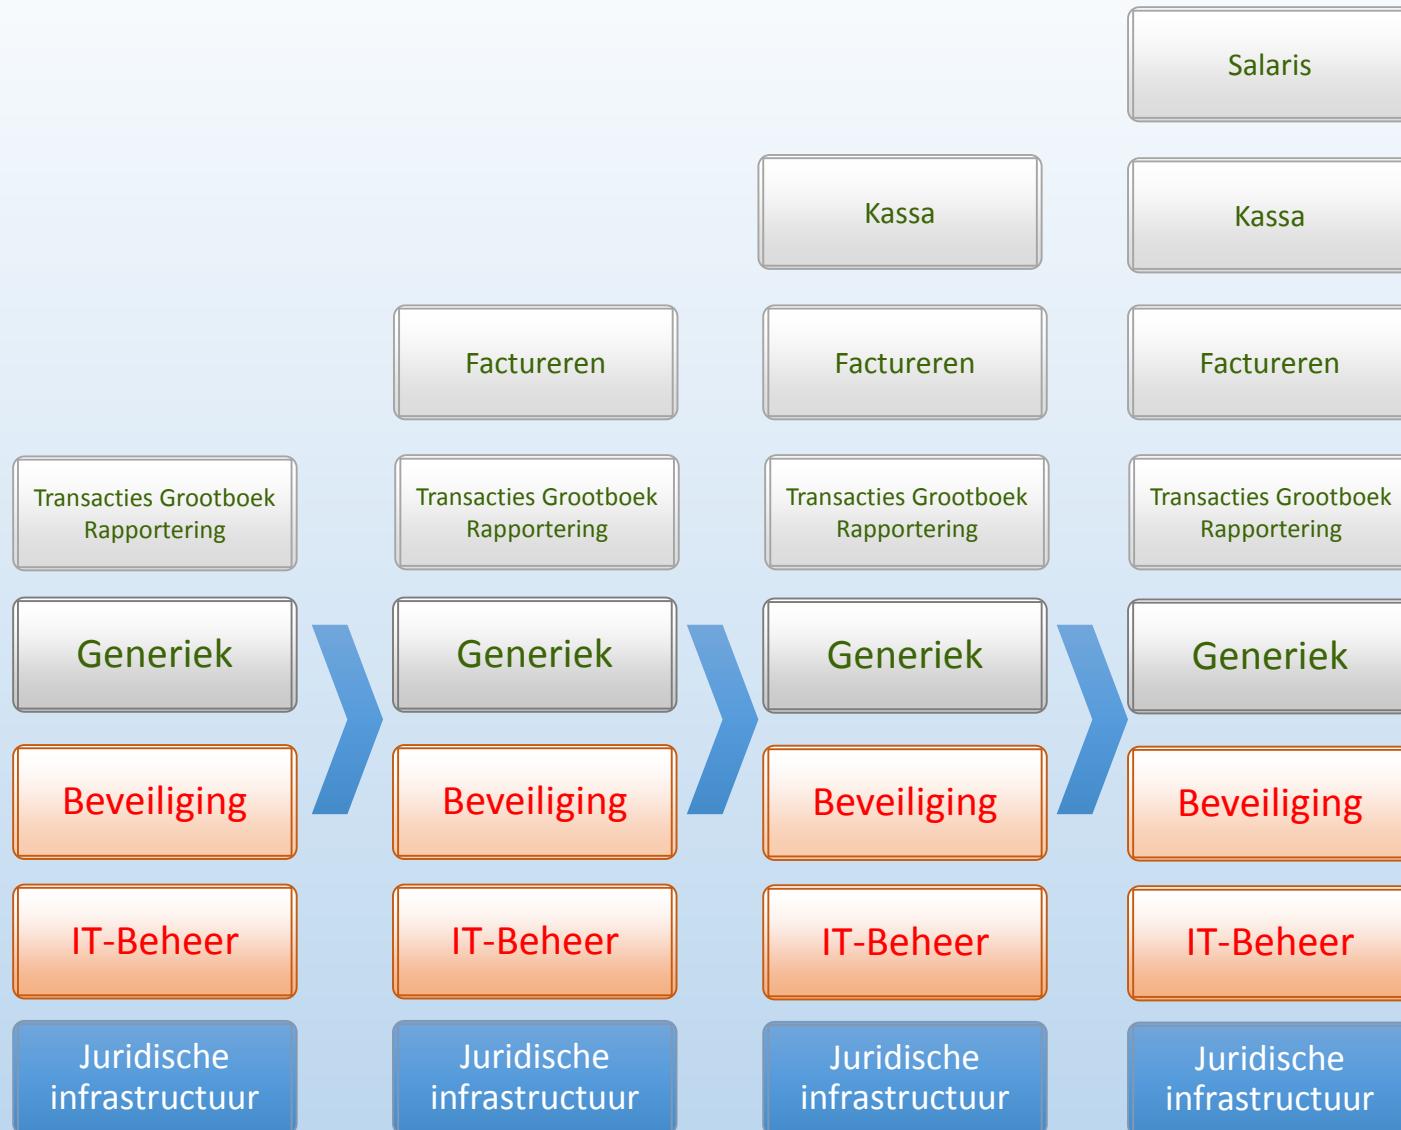 Salaris
Kassa
Kassa
Factureren
Factureren
Factureren
Transacties Grootboek
Rapportering
Transacties Grootboek
Rapportering
Transacties Grootboek
Rapportering
Transacties Grootboek
Rapportering
Generiek
Generiek
Generiek
Generiek
Beveiliging
Beveiliging
Beveiliging
Beveiliging
IT-Beheer
IT-Beheer
IT-Beheer
IT-Beheer
Juridische
infrastructuur
Juridische
infrastructuur
Juridische
infrastructuur
Juridische
infrastructuur